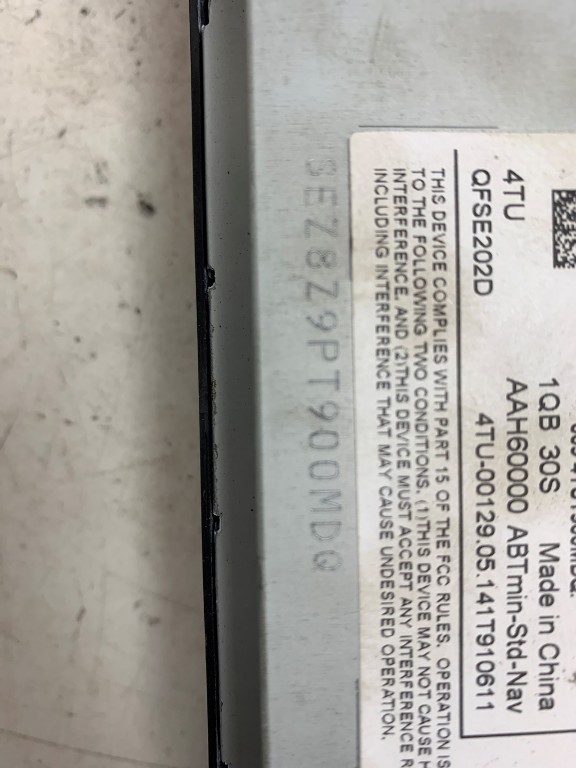 1QB 30S Made in China
4TU AAH60000 ABTmin-Std-Nav
QFSE202D 4TU-00129.05.141T910611
THIS DEVICE COMPLIES WITH PART 15 OF THE FCC RULES. OPERATION IS
TO THE FOLLOWING TWO CONDITIONS, (1)THIS DEVICE MAY NOT CAUSE H
INTERFERENCE, AND (2)THIS DEVICE MUST ACCEPT ANY INTERFERENCE R
INCLUDING INTERFERENCE THAT MAY CAUSE UNDESIRED OPERATION.
3EZ8Z9PT900MDQ